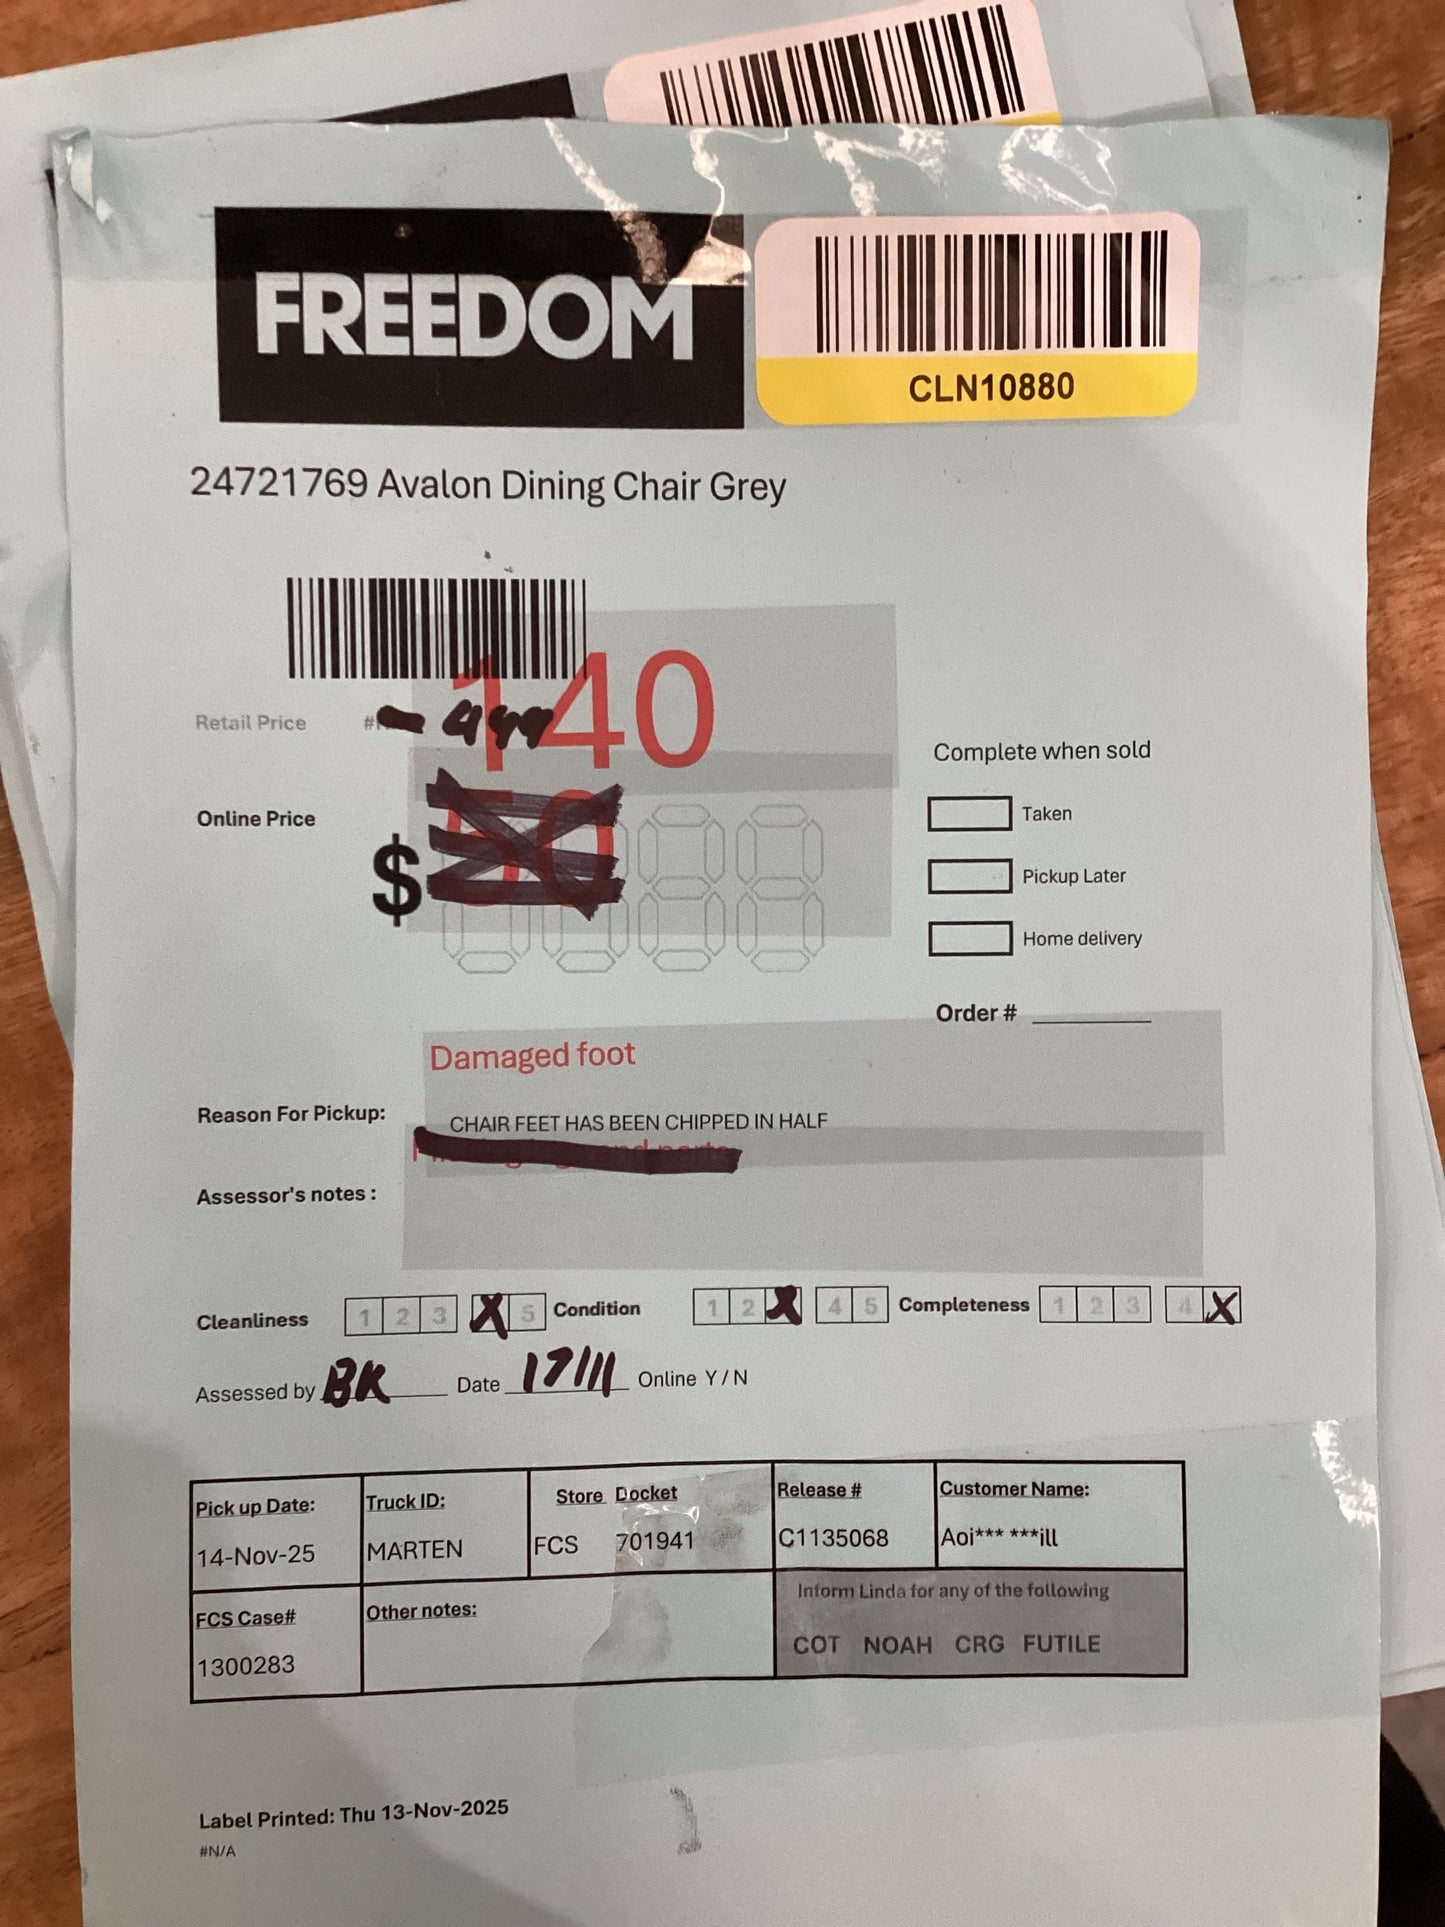 FREEDOM
CLN10880
24721769 Avalon Dining Chair Grey
140
Retail Price #
Complete when sold
Online Price
$ 50
Taken
Pickup Later
Home delivery
Order #
Damaged foot
Reason For Pickup:
CHAIR FEET HAS BEEN CHIPPED IN HALF
and parts
Assessor's notes :
Cleanliness 1 2 3 X 5 Condition 1 2 X 4 5 Completeness 1 2 3 4 X
Assessed by BK Date 17/11 Online Y / N
Pick up Date: Truck ID: Store Docket Release # Customer Name:
14-Nov-25 MARTEN FCS 701941 C1135068 Aoi*** ***ill
FCS Case# Other notes: Inform Linda for any of the following
1300283 COT NOAH CRG FUTILE
Label Printed: Thu 13-Nov-2025
#N/A